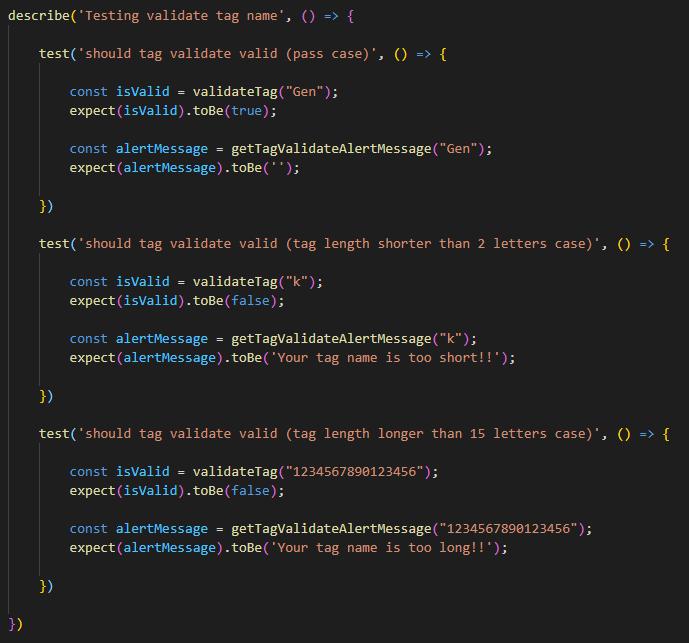 describe('Testing validate tag name', () => {
test('should tag validate valid (pass case)', () => {
const isValid = validateTag("Gen");
expect(isValid).toBe(true);
const alertMessage = getTagValidateAlertMessage("Gen");
expect(alertMessage).toBe('');
})
test('should tag validate valid (tag length shorter than 2 letters case)', () => {
const isValid = validateTag("k");
expect(isValid).toBe(false);
const alertMessage = getTagValidateAlertMessage("k");
expect(alertMessage).toBe('Your tag name is too short!!');
})
test('should tag validate valid (tag length longer than 15 letters case)', () => {
const isValid = validateTag("1234567890123456");
expect(isValid).toBe(false);
const alertMessage = getTagValidateAlertMessage("1234567890123456");
expect(alertMessage).toBe('Your tag name is too long!!');
})
})